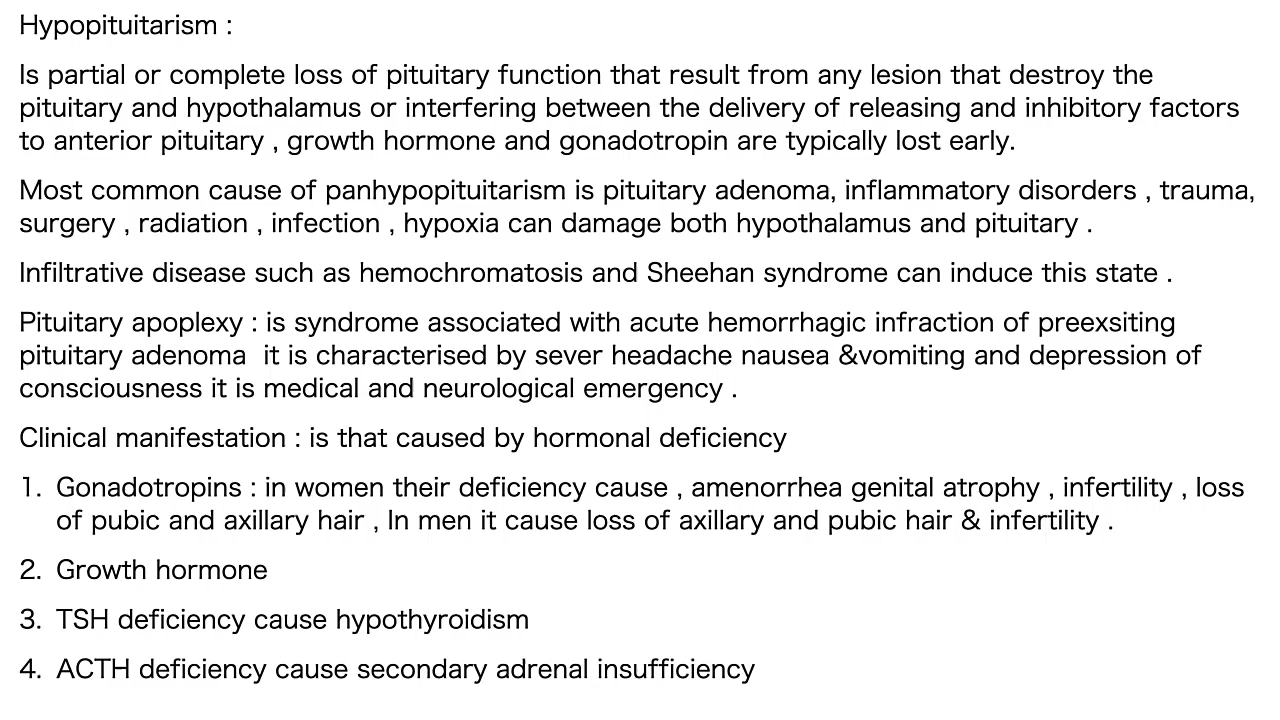 Hypopituitarism :
Is partial or complete loss of pituitary function that result from any lesion that destroy the
pituitary and hypothalamus or interfering between the delivery of releasing and inhibitory factors
to anterior pituitary , growth hormone and gonadotropin are typically lost early.
Most common cause of panhypopituitarism is pituitary adenoma, inflammatory disorders , trauma,
surgery , radiation , infection , hypoxia can damage both hypothalamus and pituitary .
Infiltrative disease such as hemochromatosis and Sheehan syndrome can induce this state .
Pituitary apoplexy : is syndrome associated with acute hemorrhagic infraction of preexsiting
pituitary adenoma  it is characterised by sever headache nausea &vomiting and depression of
consciousness it is medical and neurological emergency .
Clinical manifestation : is that caused by hormonal deficiency
1. Gonadotropins : in women their deficiency cause , amenorrhea genital atrophy , infertility , loss
of pubic and axillary hair , In men it cause loss of axillary and pubic hair & infertility .
2. Growth hormone
3. TSH deficiency cause hypothyroidism
4. ACTH deficiency cause secondary adrenal insufficiency